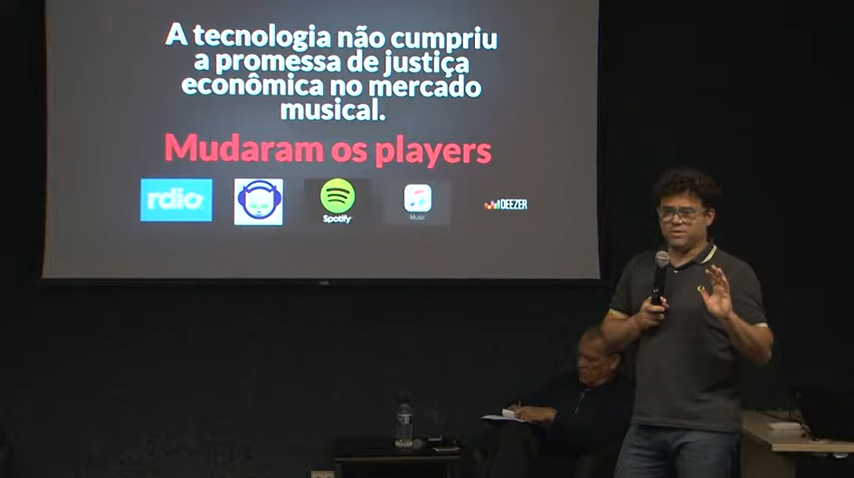 A tecnologia não cumpriu
a promessa de justiça
econômica no mercado
musical.
Mudaram os players
rdio
Spotify
Music
DEEZER